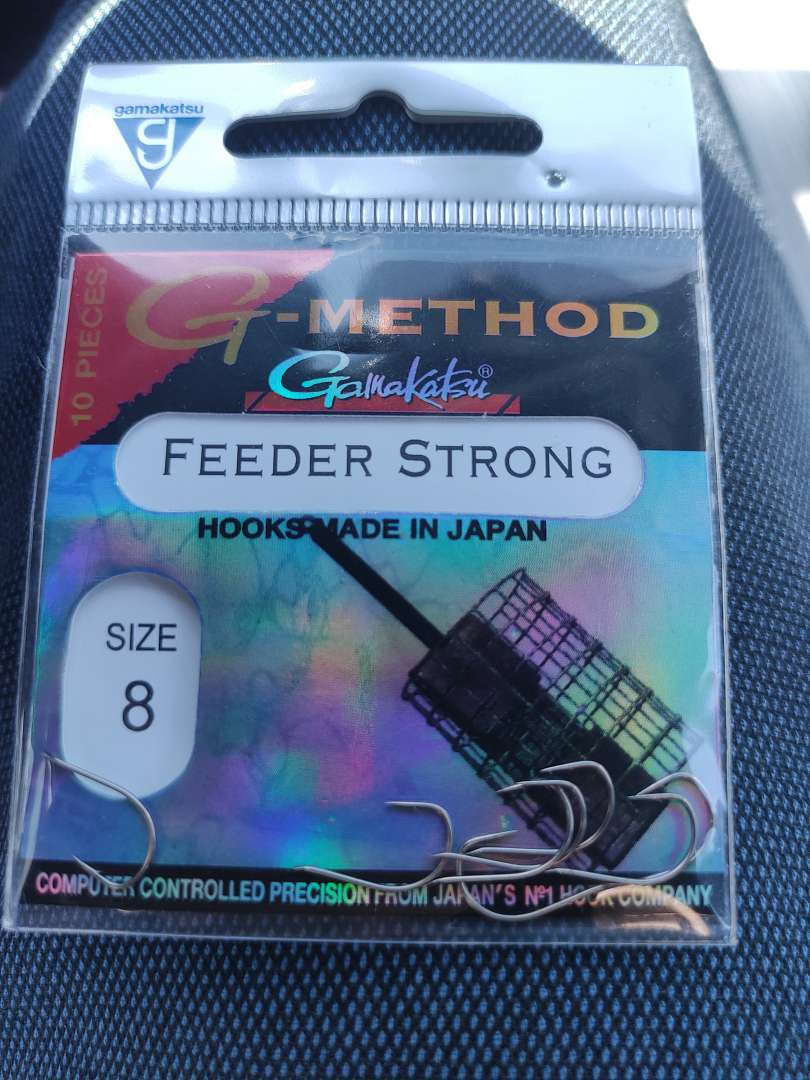 gamakatsu
10 PIECES
G-METHOD
Gamakatsu®
FEEDER STRONG
HOOKS MADE IN JAPAN
SIZE
8
COMPUTER CONTROLLED PRECISION FROM JAPAN'S Nº1 HOOK COMPANY